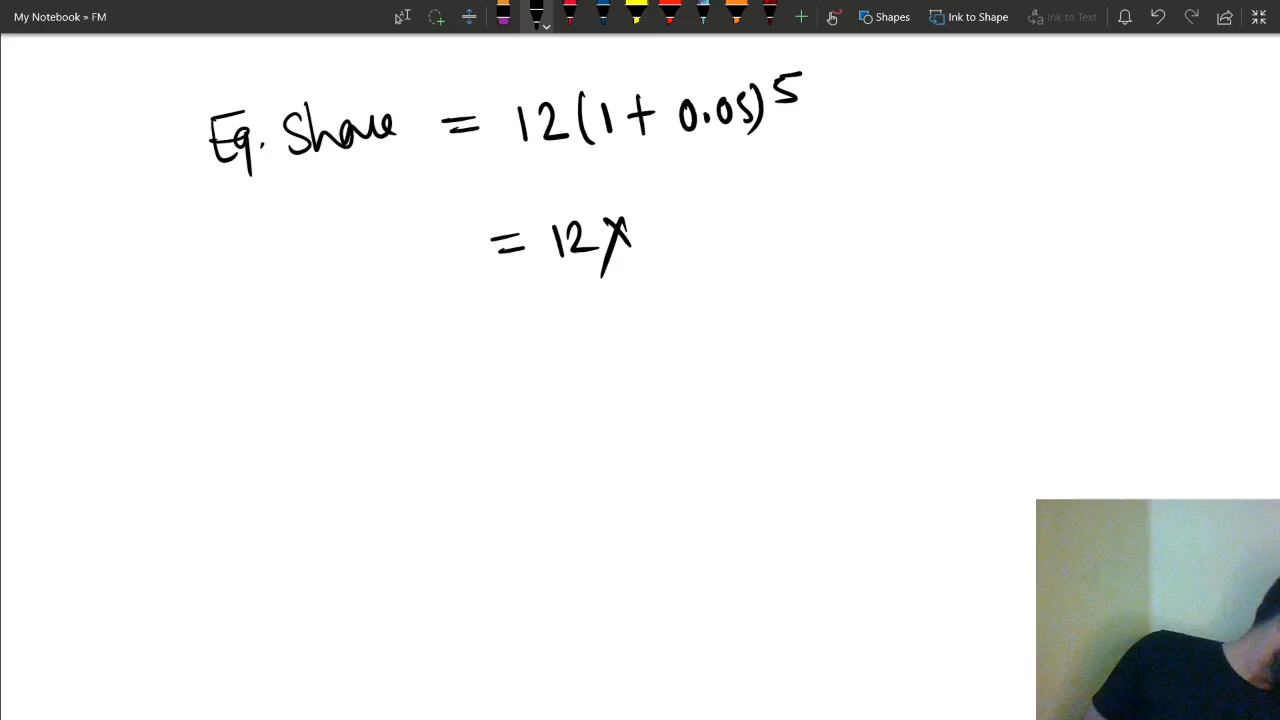 My Notebook » FM
Shapes
Ink to Shape
Ink to Text
Eq. Share = 12(1 + 0.05)^5
= 12 X